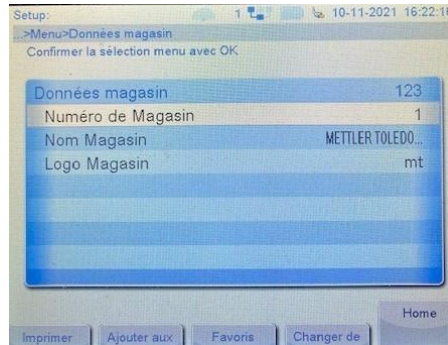 Setup: 1 10-11-2021 16:22:1
...>Menu>Données magasin
Confirmer la sélection menu avec OK
Données magasin 123
Numéro de Magasin 1
Nom Magasin METTLER TOLEDO...
Logo Magasin mt
Home
Imprimer Ajouter aux Favoris Changer de